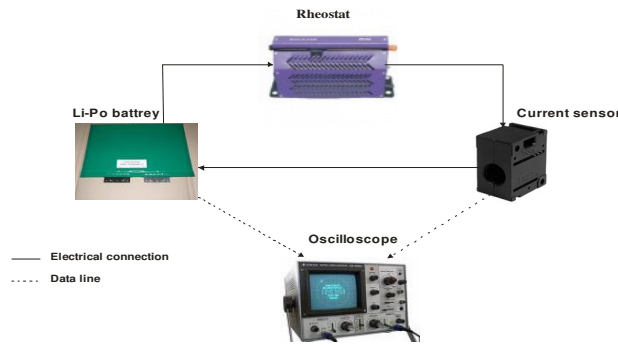 Rheostat
Li-Po battrey
Current sensor
Oscilloscope
Electrical connection
Data line